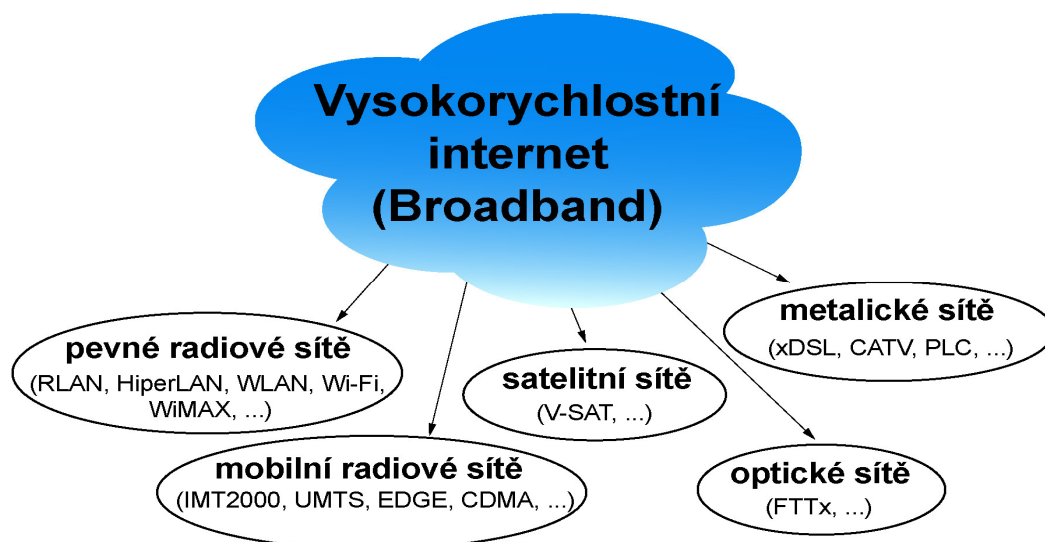 Vysokorychlostní
internet
(Broadband)
pevné radiové sítě
(RLAN, HiperLAN, WLAN, Wi-Fi,
WiMAX, ...)
mobilní radiové sítě
(IMT2000, UMTS, EDGE, CDMA, ...)
satelitní sítě
(V-SAT, ...)
metalické sítě
(xDSL, CATV, PLC, ...)
optické sítě
(FTTx, ...)